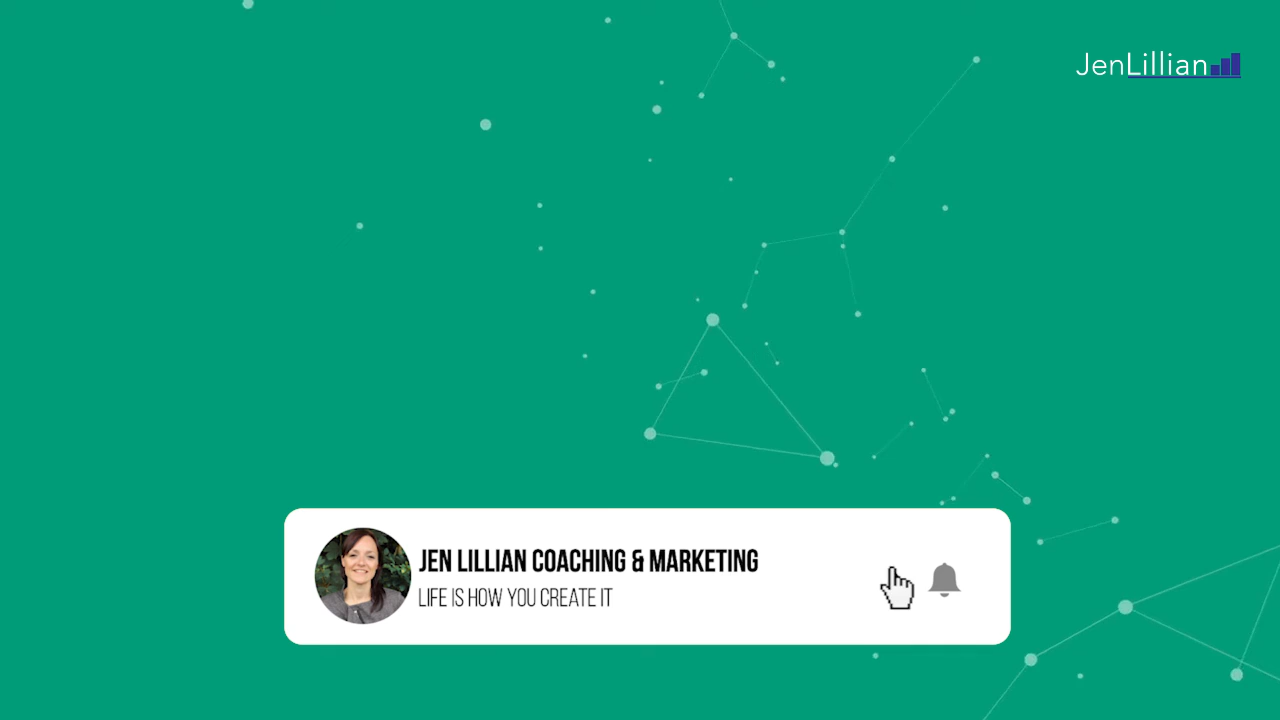 JenLillian
JEN LILLIAN COACHING & MARKETING
LIFE IS HOW YOU CREATE IT